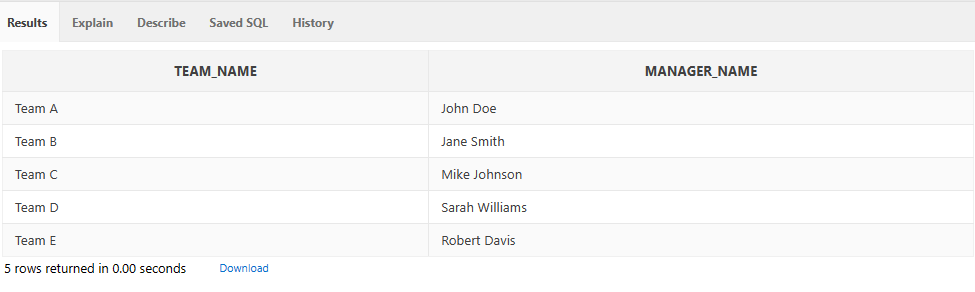 Results Explain Describe Saved SQL History
TEAM_NAME MANAGER_NAME
Team A John Doe
Team B Jane Smith
Team C Mike Johnson
Team D Sarah Williams
Team E Robert Davis
5 rows returned in 0.00 seconds Download